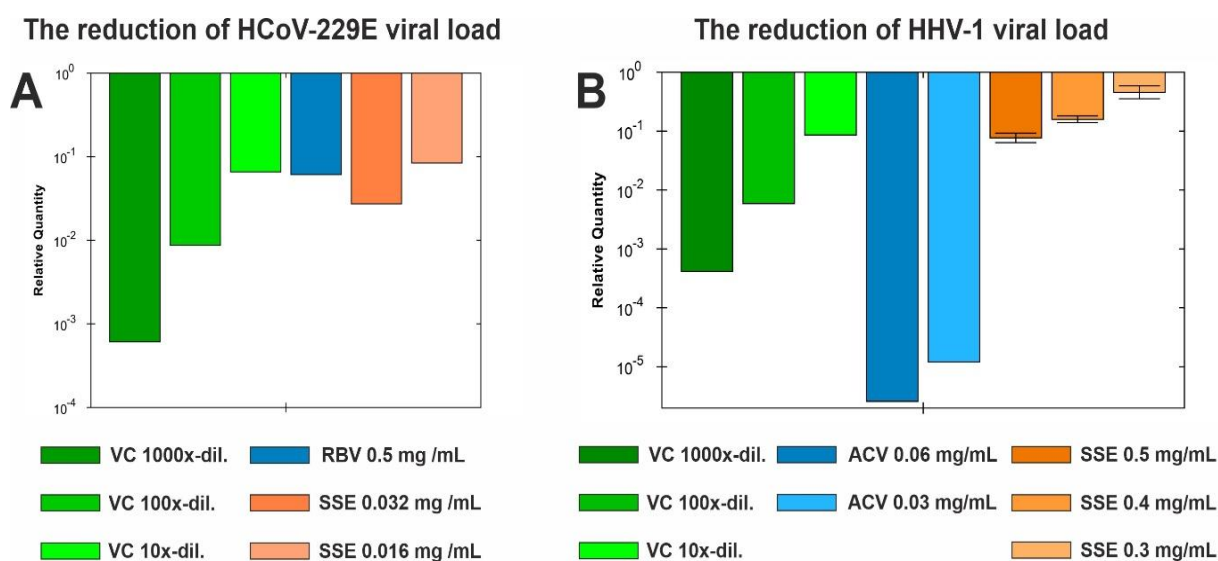 The reduction of HCoV-229E viral load
A
Relative Quantity
10^0
10^-1
10^-2
10^-3
10^-4
VC 1000x-dil.
RBV 0.5 mg /mL
VC 100x-dil.
SSE 0.032 mg /mL
VC 10x-dil.
SSE 0.016 mg /mL
The reduction of HHV-1 viral load
B
Relative Quantity
10^0
10^-1
10^-2
10^-3
10^-4
10^-5
VC 1000x-dil.
ACV 0.06 mg/mL
SSE 0.5 mg/mL
VC 100x-dil.
ACV 0.03 mg/mL
SSE 0.4 mg/mL
VC 10x-dil.
SSE 0.3 mg/mL